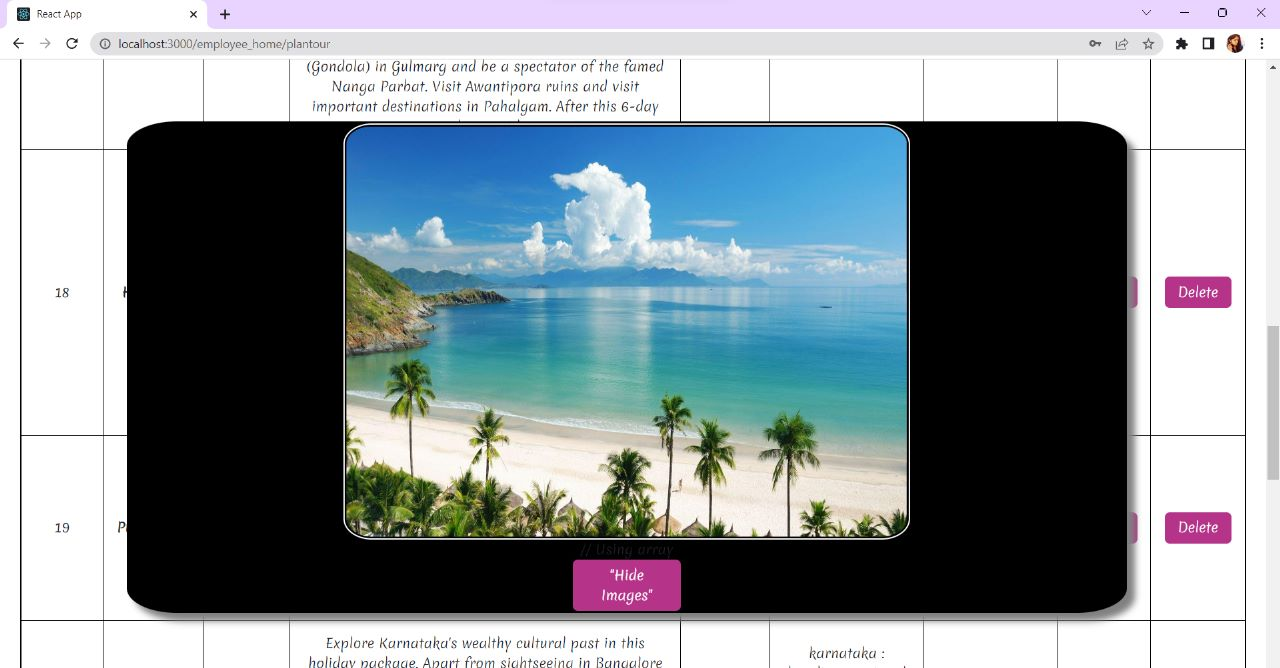 React App
localhost:3000/employee_home/plantour
(Gondola) in Gulmarg and be a spectator of the famed
Nanga Parbat. Visit Awantipora ruins and visit
important destinations in Pahalgam. After this 6-day
18
Delete
19
Delete
// Using array
"Hide
Images"
Explore Karnataka's wealthy cultural past in this
holiday package. Apart from sightseeing in Bangalore
karnataka :